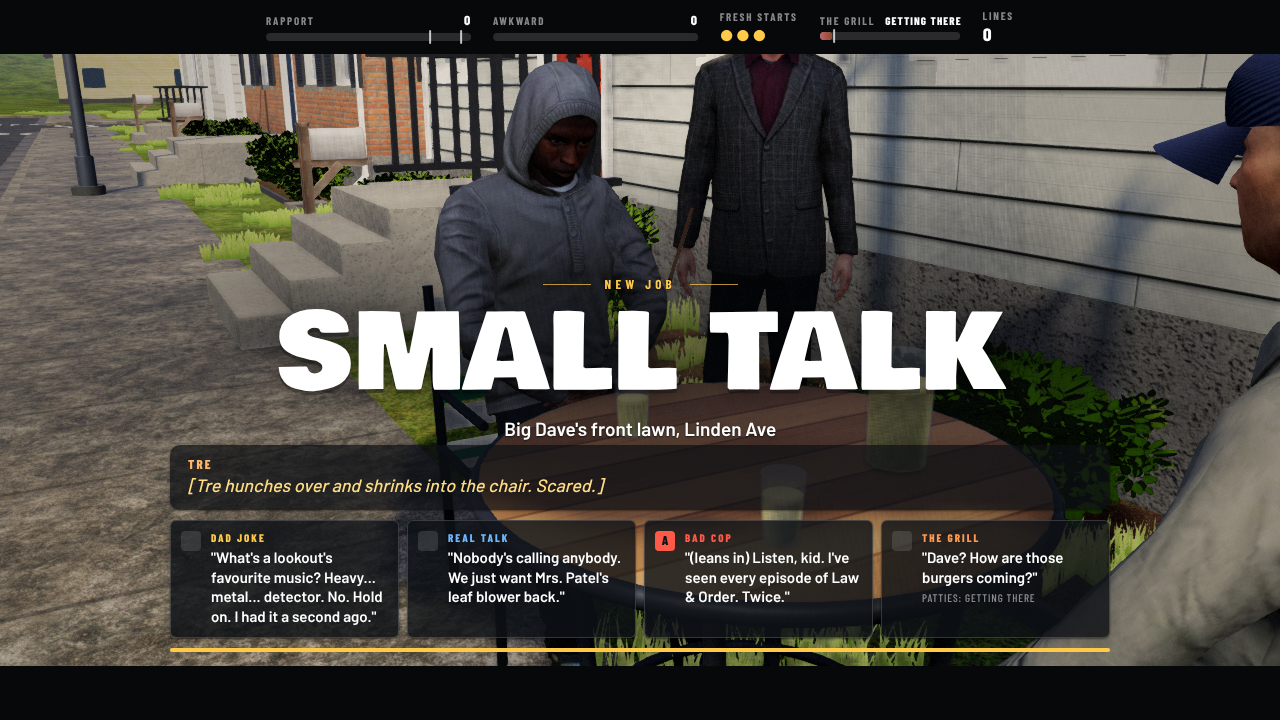 RAPPORT 0 AWKWARD 0 FRESH STARTS THE GRILL GETTING THERE LINES 0
NEW JOB
SMALL TALK
Big Dave's front lawn, Linden Ave
TRE
[Tre hunches over and shrinks into the chair. Scared.]
DAD JOKE
"What's a lookout's
favourite music? Heavy...
metal... detector. No. Hold
on. I had it a second ago."
REAL TALK
"Nobody's calling anybody.
We just want Mrs. Patel's
leaf blower back."
A BAD COP
"(leans in) Listen, kid. I've
seen every episode of Law
& Order. Twice."
THE GRILL
"Dave? How are those
burgers coming?"
PATTIES: GETTING THERE